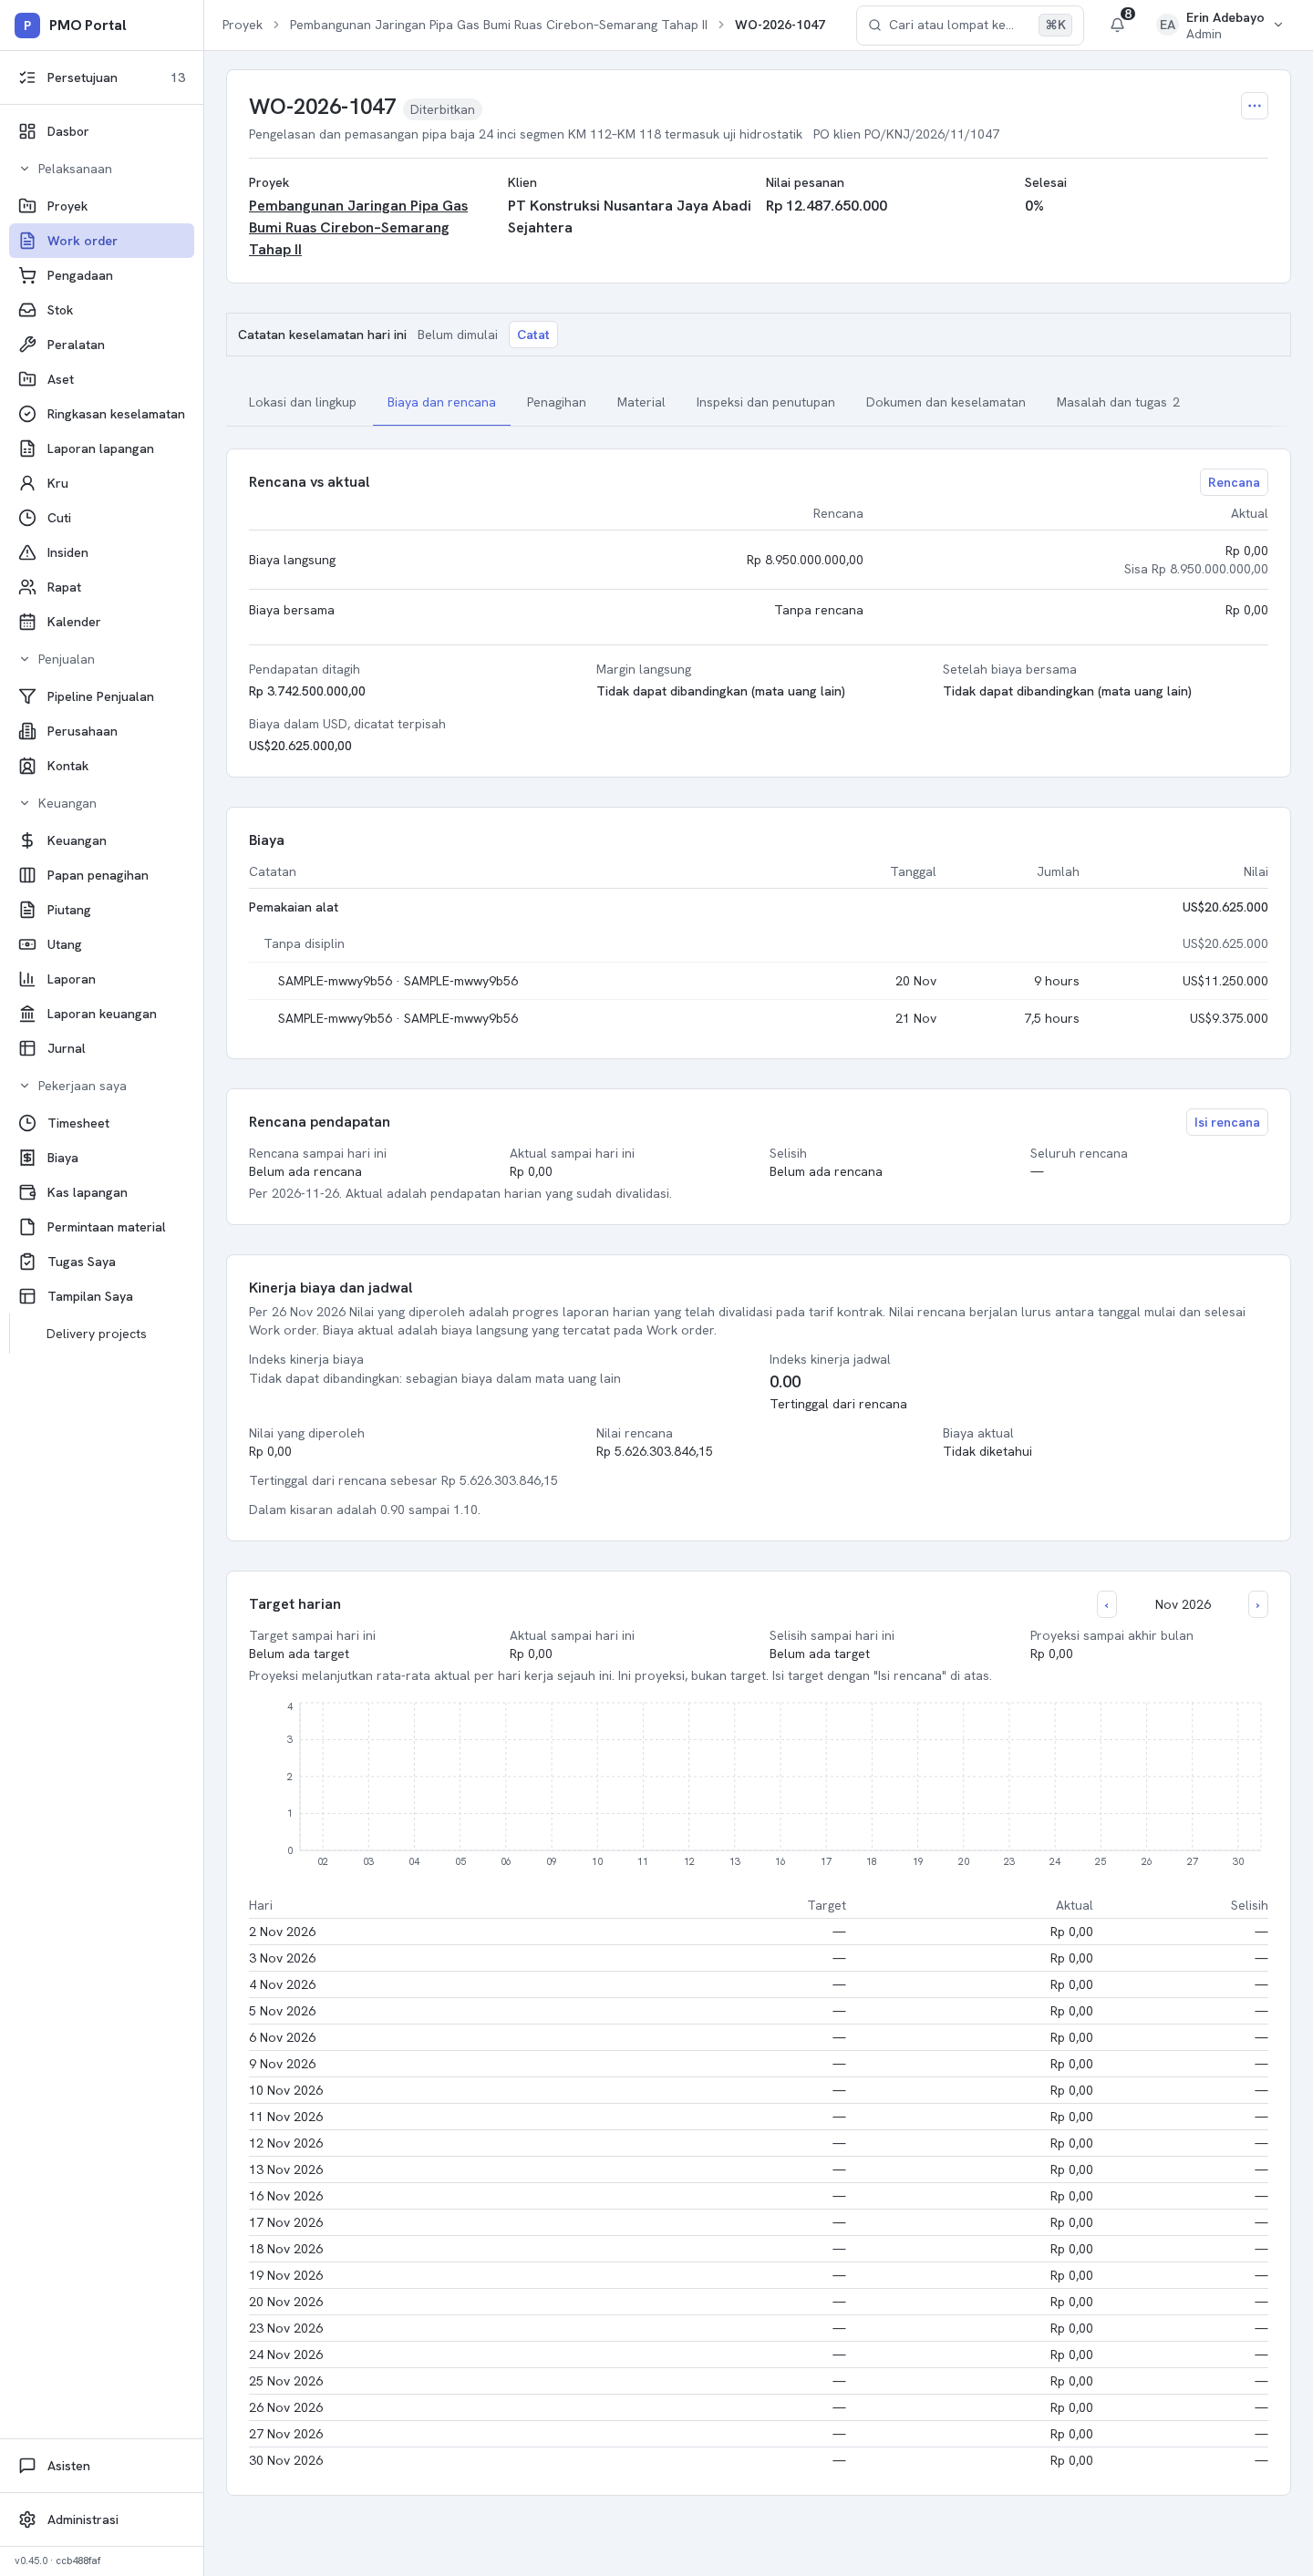 P PMO Portal
Proyek > Pembangunan Jaringan Pipa Gas Bumi Ruas Cirebon–Semarang Tahap II > WO-2026-1047
Cari atau lompat ke... ⌘K
8
EA Erin Adebayo
Admin
Persetujuan 13
Dasbor
Pelaksanaan
Proyek
Work order
Pengadaan
Stok
Peralatan
Aset
Ringkasan keselamatan
Laporan lapangan
Kru
Cuti
Insiden
Rapat
Kalender
Penjualan
Pipeline Penjualan
Perusahaan
Kontak
Keuangan
Keuangan
Papan penagihan
Piutang
Utang
Laporan
Laporan keuangan
Jurnal
Pekerjaan saya
Timesheet
Biaya
Kas lapangan
Permintaan material
Tugas Saya
Tampilan Saya
Delivery projects
Asisten
Administrasi
v0.45.0 · ccb488faf
WO-2026-1047 Diterbitkan
Pengelasan dan pemasangan pipa baja 24 inci segmen KM 112–KM 118 termasuk uji hidrostatik PO klien PO/KNJ/2026/11/1047
Proyek Klien Nilai pesanan Selesai
Pembangunan Jaringan Pipa Gas PT Konstruksi Nusantara Jaya Abadi Rp 12.487.650.000 0%
Bumi Ruas Cirebon–Semarang Sejahtera
Tahap II
Catatan keselamatan hari ini Belum dimulai Catat
Lokasi dan lingkup Biaya dan rencana Penagihan Material Inspeksi dan penutupan Dokumen dan keselamatan Masalah dan tugas 2
Rencana vs aktual Rencana
Rencana Aktual
Biaya langsung Rp 8.950.000.000,00 Rp 0,00
Sisa Rp 8.950.000.000,00
Biaya bersama Tanpa rencana Rp 0,00
Pendapatan ditagih Margin langsung Setelah biaya bersama
Rp 3.742.500.000,00 Tidak dapat dibandingkan (mata uang lain) Tidak dapat dibandingkan (mata uang lain)
Biaya dalam USD, dicatat terpisah
US$20.625.000,00
Biaya
Catatan Tanggal Jumlah Nilai
Pemakaian alat US$20.625.000
Tanpa disiplin US$20.625.000
SAMPLE-mwwy9b56 · SAMPLE-mwwy9b56 20 Nov 9 hours US$11.250.000
SAMPLE-mwwy9b56 · SAMPLE-mwwy9b56 21 Nov 7,5 hours US$9.375.000
Rencana pendapatan Isi rencana
Rencana sampai hari ini Aktual sampai hari ini Selisih Seluruh rencana
Belum ada rencana Rp 0,00 Belum ada rencana —
Per 2026-11-26. Aktual adalah pendapatan harian yang sudah divalidasi.
Kinerja biaya dan jadwal
Per 26 Nov 2026 Nilai yang diperoleh adalah progres laporan harian yang telah divalidasi pada tarif kontrak. Nilai rencana berjalan lurus antara tanggal mulai dan selesai
Work order. Biaya aktual adalah biaya langsung yang tercatat pada Work order.
Indeks kinerja biaya Indeks kinerja jadwal
Tidak dapat dibandingkan: sebagian biaya dalam mata uang lain 0.00
Tertinggal dari rencana
Nilai yang diperoleh Nilai rencana Biaya aktual
Rp 0,00 Rp 5.626.303.846,15 Tidak diketahui
Tertinggal dari rencana sebesar Rp 5.626.303.846,15
Dalam kisaran adalah 0.90 sampai 1.10.
Target harian ‹ Nov 2026 ›
Target sampai hari ini Aktual sampai hari ini Selisih sampai hari ini Proyeksi sampai akhir bulan
Belum ada target Rp 0,00 Belum ada target Rp 0,00
Proyeksi melanjutkan rata-rata aktual per hari kerja sejauh ini. Ini proyeksi, bukan target. Isi target dengan "Isi rencana" di atas.
4
3
2
1
0
02 03 04 05 06 09 10 11 12 13 16 17 18 19 20 23 24 25 26 27 30
Hari Target Aktual Selisih
2 Nov 2026 — Rp 0,00 —
3 Nov 2026 — Rp 0,00 —
4 Nov 2026 — Rp 0,00 —
5 Nov 2026 — Rp 0,00 —
6 Nov 2026 — Rp 0,00 —
9 Nov 2026 — Rp 0,00 —
10 Nov 2026 — Rp 0,00 —
11 Nov 2026 — Rp 0,00 —
12 Nov 2026 — Rp 0,00 —
13 Nov 2026 — Rp 0,00 —
16 Nov 2026 — Rp 0,00 —
17 Nov 2026 — Rp 0,00 —
18 Nov 2026 — Rp 0,00 —
19 Nov 2026 — Rp 0,00 —
20 Nov 2026 — Rp 0,00 —
23 Nov 2026 — Rp 0,00 —
24 Nov 2026 — Rp 0,00 —
25 Nov 2026 — Rp 0,00 —
26 Nov 2026 — Rp 0,00 —
27 Nov 2026 — Rp 0,00 —
30 Nov 2026 — Rp 0,00 —